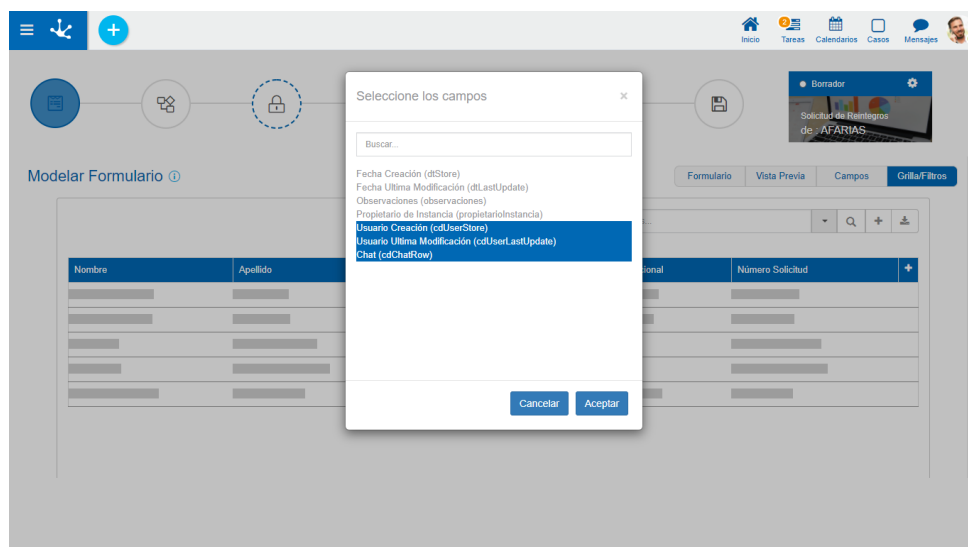 Inicio
2
Tareas
Calendarios
Casos
Mensajes
Borrador
Solicitud de Reintegros
de : AFARIAS
Modelar Formulario
Formulario
Vista Previa
Campos
Grilla/Filtros
Seleccione los campos
×
Buscar...
Fecha Creación (dtStore)
Fecha Ultima Modificación (dtLastUpdate)
Observaciones (observaciones)
Propietario de Instancia (propietarioInstancia)
Usuario Creación (cdUserStore)
Usuario Ultima Modificación (cdUserLastUpdate)
Chat (cdChatRow)
Cancelar
Aceptar
Nombre
Apellido
Número Solicitud